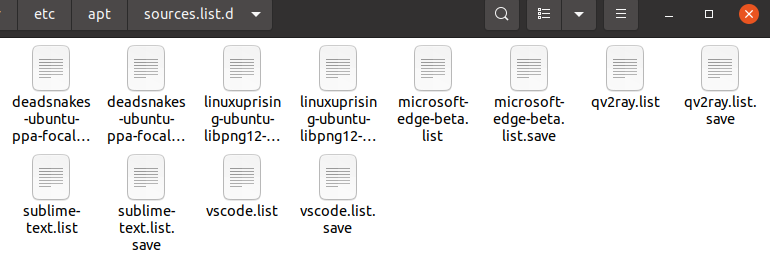 etc apt sources.list.d
deadsnakes deadsnakes linuxuprisin linuxuprisin microsoft- microsoft- qv2ray.list qv2ray.list.
-ubuntu- -ubuntu- g-ubuntu- g-ubuntu- edge-beta. edge-beta. save
ppa-focal… ppa-focal… libpng12-… libpng12-… list list.save
sublime- sublime- vscode.list vscode.list.
text.list text.list. save
save